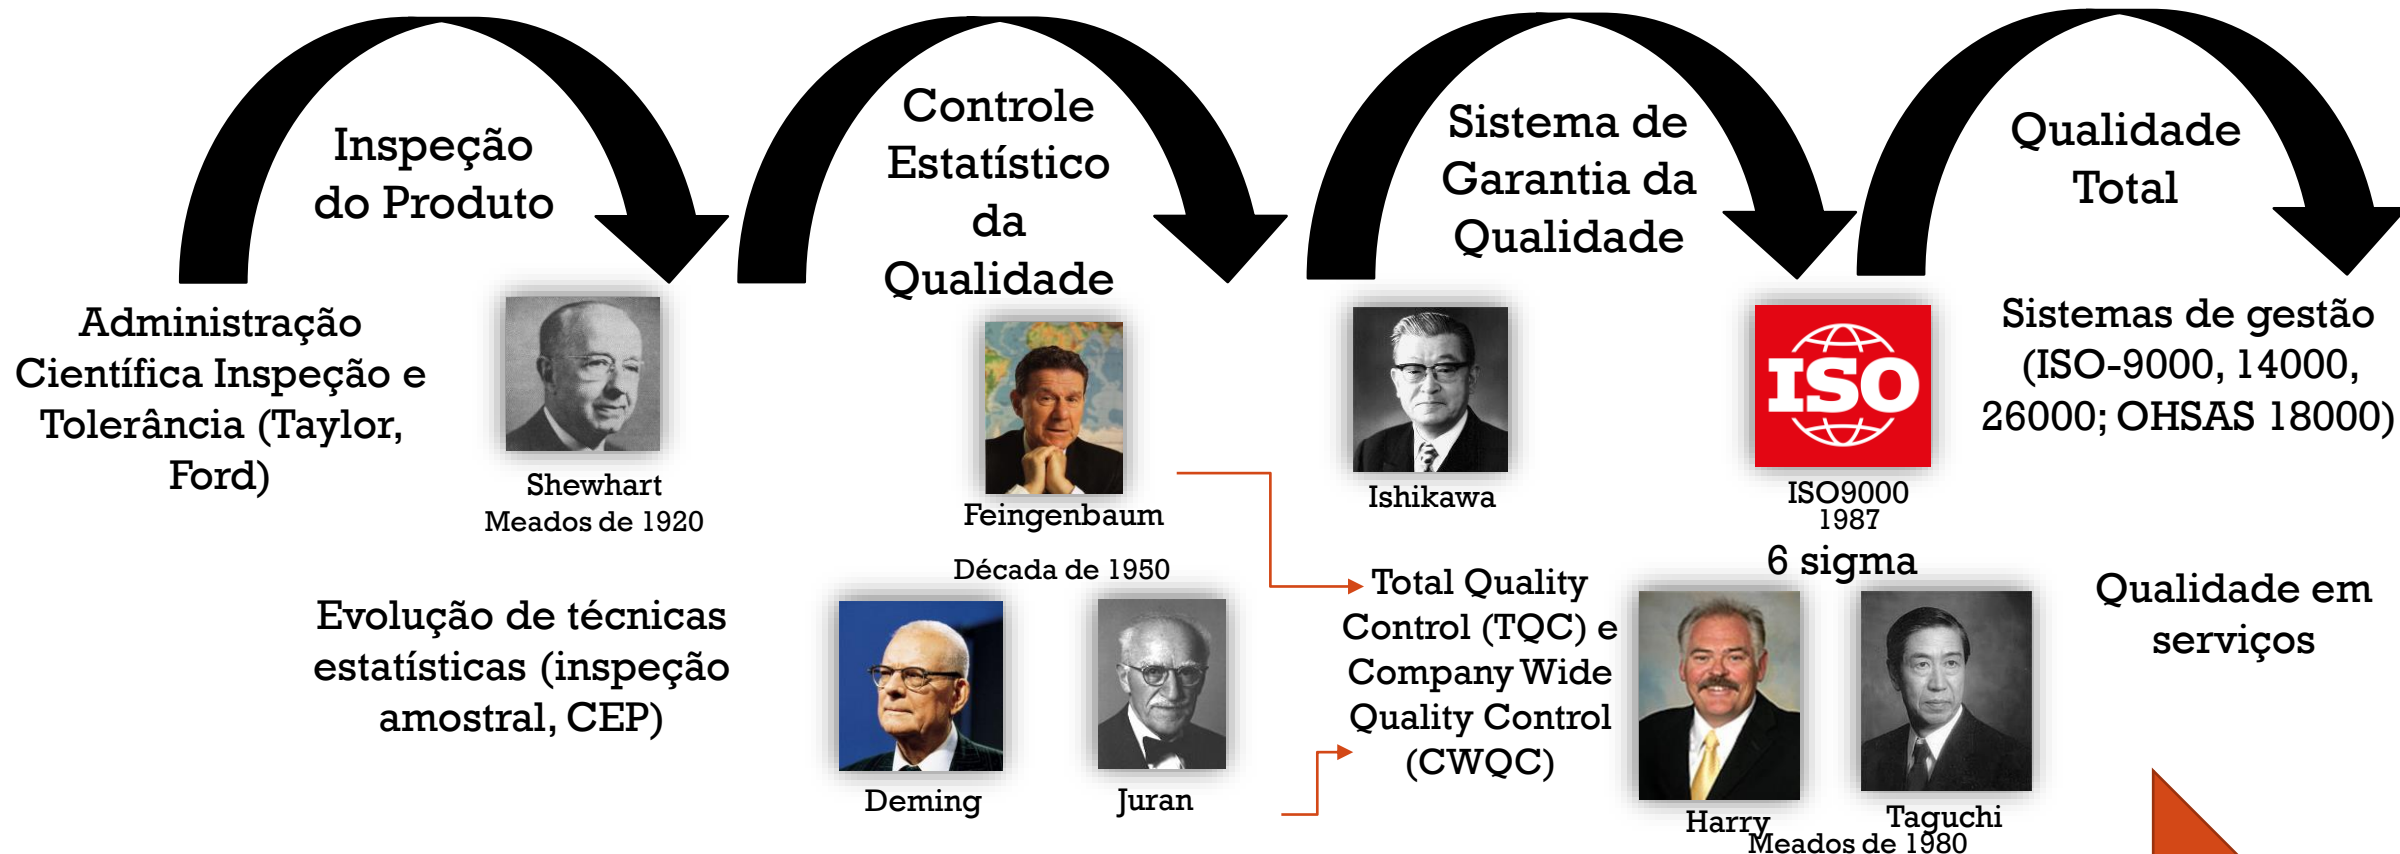 Inspeção
do Produto
Controle
Estatístico
da
Qualidade
Sistema de
Garantia da
Qualidade
Qualidade
Total
Administração
Científica Inspeção e
Tolerância (Taylor,
Ford)
Shewhart
Meados de 1920
Evolução de técnicas
estatísticas (inspeção
amostral, CEP)
Feingenbaum
Década de 1950
Deming
Juran
Ishikawa
Total Quality
Control (TQC) e
Company Wide
Quality Control
(CWQC)
ISO
ISO9000
1987
6 sigma
Harry
Taguchi
Meados de 1980
Sistemas de gestão
(ISO-9000, 14000,
26000; OHSAS 18000)
Qualidade em
serviços